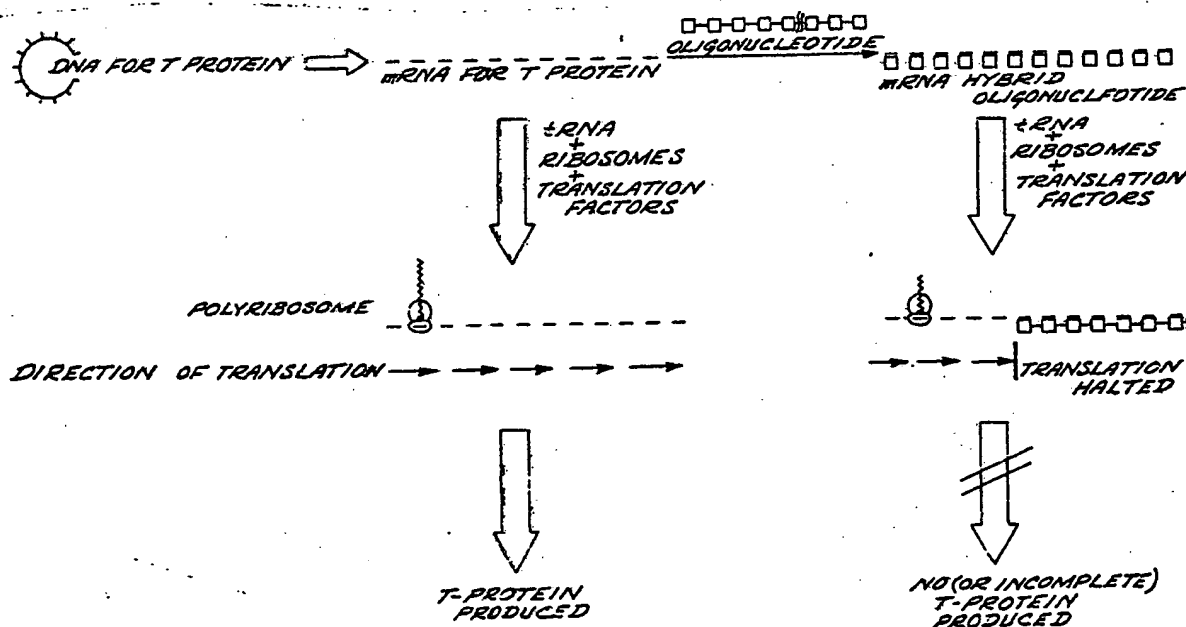 OLIGONUCLEOTIDE
DNA FOR T PROTEIN
mRNA FOR T PROTEIN
mRNA HYBRID
OLIGONUCLFOTIDE
tRNA
+
RIBOSOMES
+
TRANSLATION
FACTORS
tRNA
+
RIBOSOMES
+
TRANSLATION
FACTORS
POLYRIBOSOME
DIRECTION OF TRANSLATION
TRANSLATION
HALTED
T-PROTEIN
PRODUCED
NO (OR INCOMPLETE)
T-PROTEIN
PRODUCED